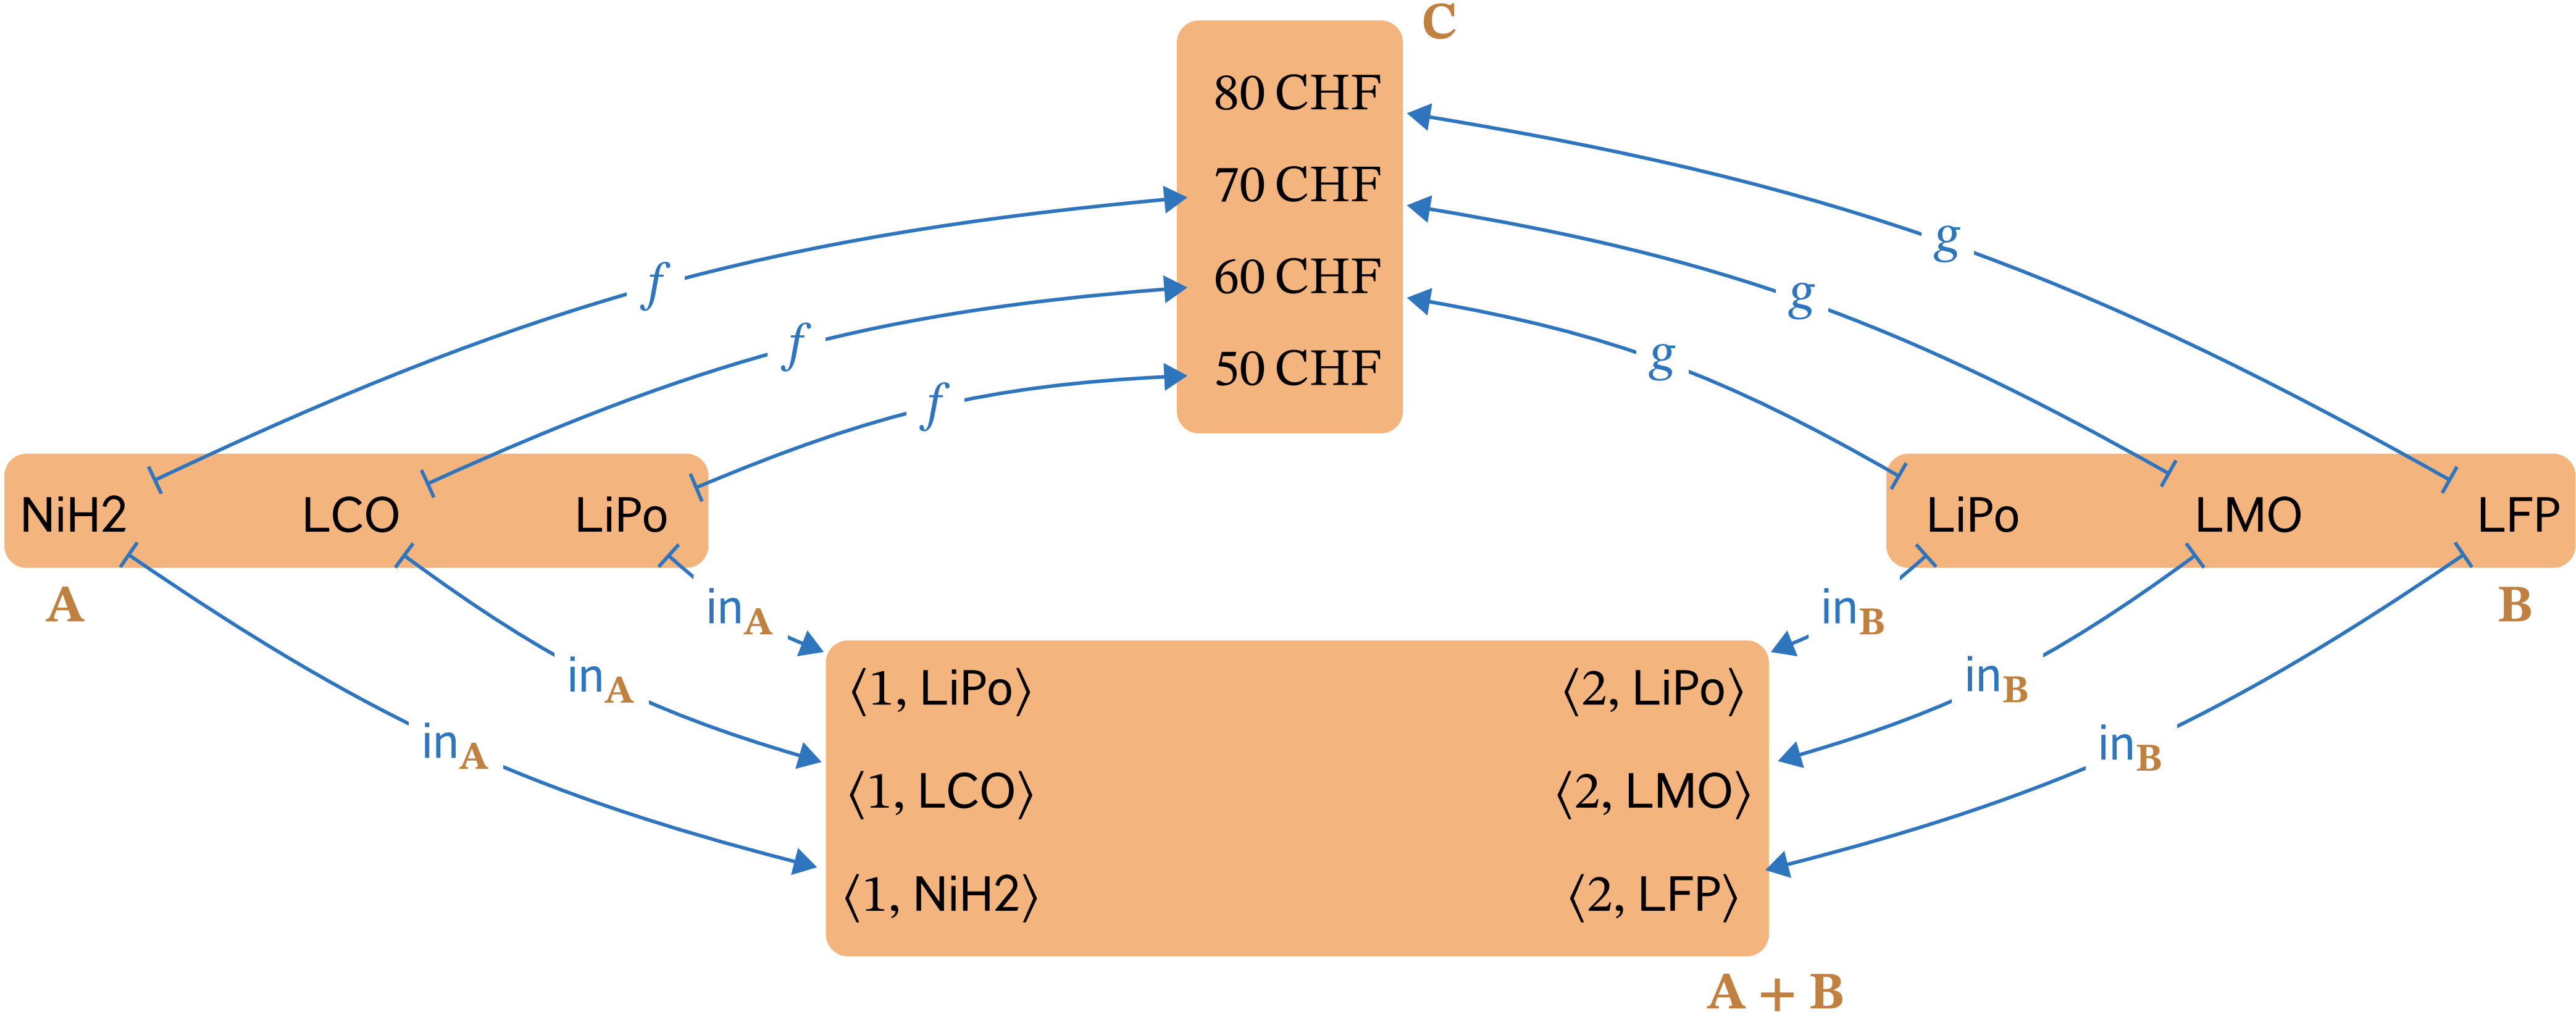 C
80 CHF
70 CHF
60 CHF
50 CHF
f
f
f
g
g
g
NiH2 LCO LiPo
LiPo LMO LFP
A
B
in_A
in_A
in_A
in_B
in_B
in_B
⟨1, LiPo⟩ ⟨2, LiPo⟩
⟨1, LCO⟩ ⟨2, LMO⟩
⟨1, NiH2⟩ ⟨2, LFP⟩
A + B